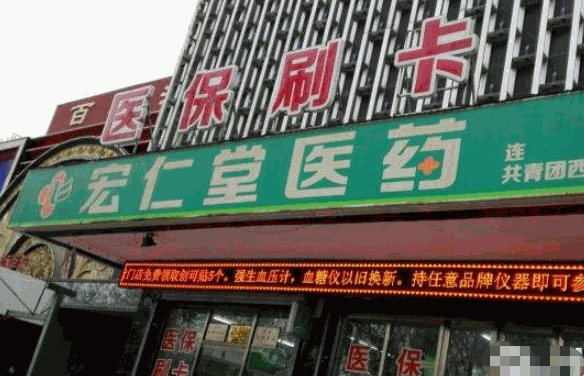 医保刷卡
百
宏仁堂医药
连
共青团西
门店免费领取创可贴5个。强生血压计，血糖仪以旧换新。持任意品牌仪器即可参
医保
刷卡
医保